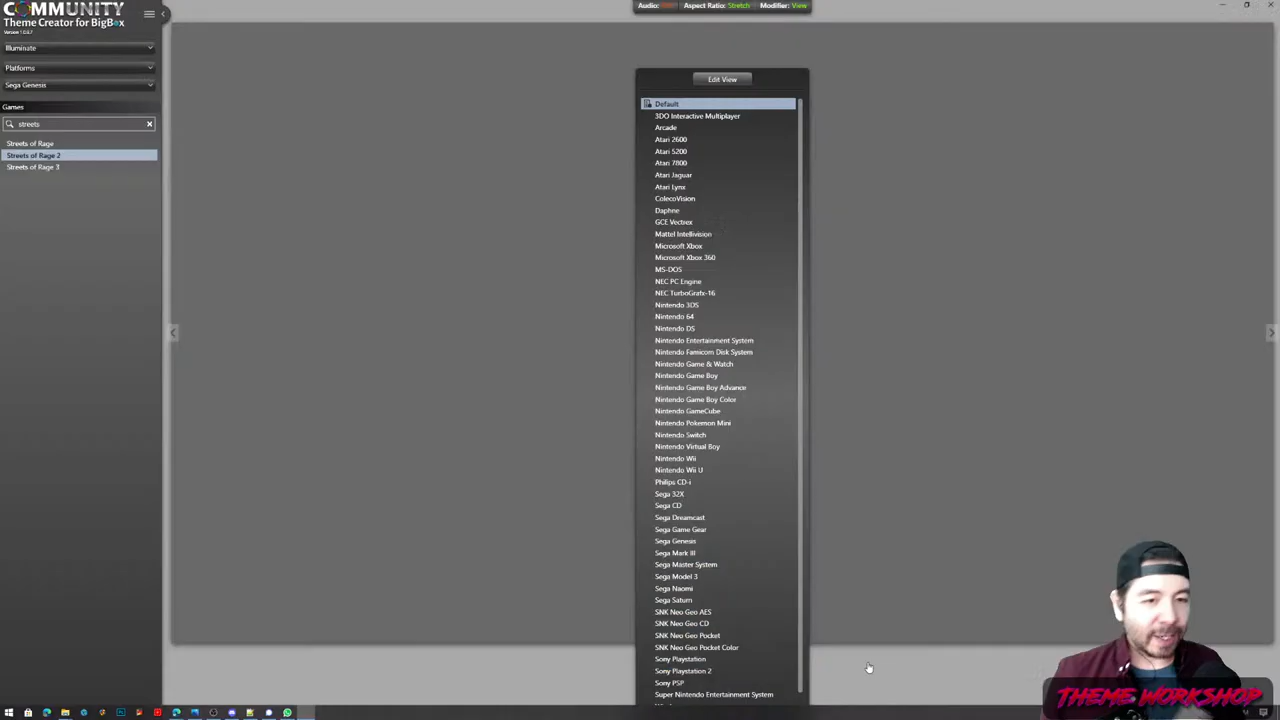 COMMUNITY
Theme Creator for BigBox
Audio:
Aspect Ratio: Stretch
Modifier: View
Illuminate
Platforms
Sega Genesis
Games
streets
Streets of Rage
Streets of Rage 2
Streets of Rage 3
Edit View
Default
3DO Interactive Multiplayer
Arcade
Atari 2600
Atari 5200
Atari 7800
Atari Jaguar
Atari Lynx
ColecoVision
Daphne
GCE Vectrex
Mattel Intellivision
Microsoft Xbox
Microsoft Xbox 360
MS-DOS
NEC PC Engine
NEC TurboGrafx-16
Nintendo 3DS
Nintendo 64
Nintendo DS
Nintendo Entertainment System
Nintendo Famicom Disk System
Nintendo Game & Watch
Nintendo Game Boy
Nintendo Game Boy Advance
Nintendo Game Boy Color
Nintendo GameCube
Nintendo Pokemon Mini
Nintendo Switch
Nintendo Virtual Boy
Nintendo Wii
Nintendo Wii U
Philips CD-i
Sega 32X
Sega CD
Sega Dreamcast
Sega Game Gear
Sega Genesis
Sega Mark III
Sega Master System
Sega Model 3
Sega Naomi
Sega Saturn
SNK Neo Geo AES
SNK Neo Geo CD
SNK Neo Geo Pocket
SNK Neo Geo Pocket Color
Sony Playstation
Sony Playstation 2
Sony PSP
Super Nintendo Entertainment System
THEME WORKSHOP